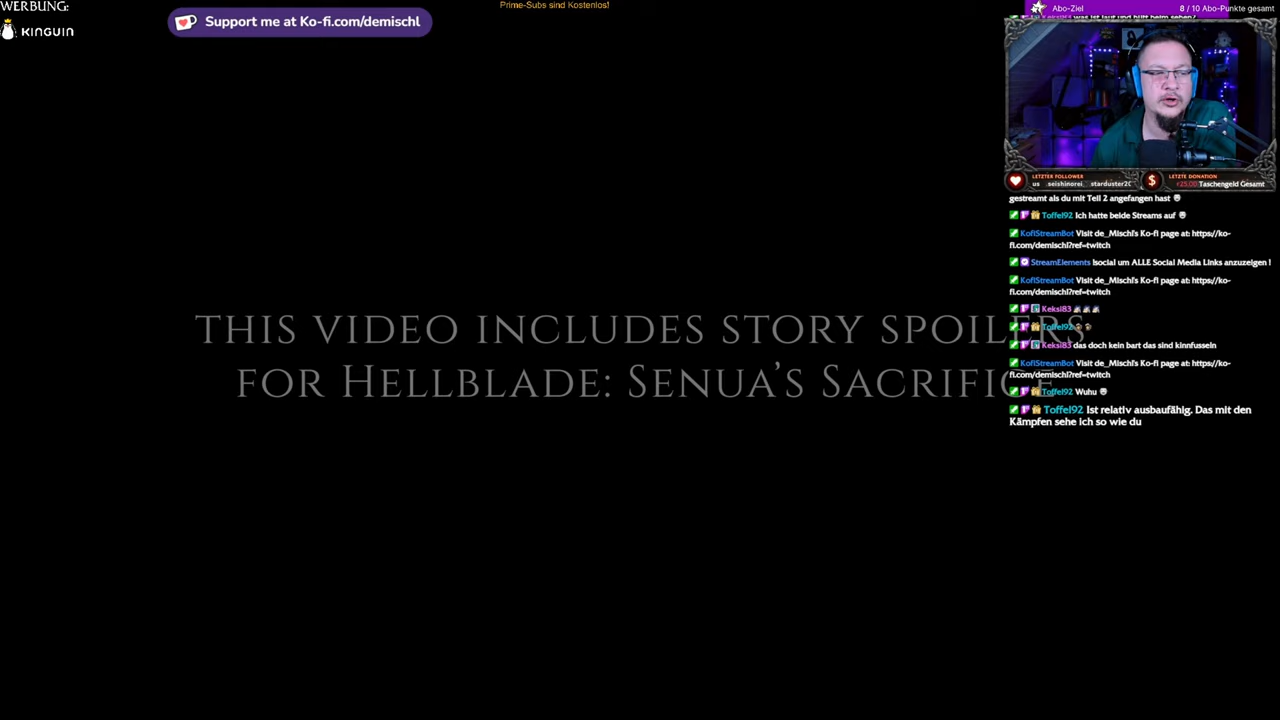 WERBUNG:
KINGUIN
Support me at Ko-fi.com/demischl
Prime-Subs sind Kostenlos!
Abo-Ziel
8 / 10 Abo-Punkte gesamt
LETZTER FOLLOWER
us seishinorei starduster20
LETZTE DONATION
€25.00 Taschengeld Gesamt
gestreamt als du mit Teil 2 angefangen hast
Toffel92 Ich hatte beide Streams auf
KofiStreamBot Visit de_Mischl's Ko-fi page at: https://ko-
fi.com/demischl?ref=twitch
StreamElements !social um ALLE Social Media Links anzuzeigen !
KofiStreamBot Visit de_Mischl's Ko-fi page at: https://ko-
fi.com/demischl?ref=twitch
Keksi83
Toffel92
Keksi83 das doch kein bart das sind kinnfusseln
KofiStreamBot Visit de_Mischl's Ko-fi page at: https://ko-
fi.com/demischl?ref=twitch
Toffel92 Wuhu
Toffel92 Ist relativ ausbaufähig. Das mit den
Kämpfen sehe ich so wie du
THIS VIDEO INCLUDES STORY SPOILERS
FOR HELLBLADE: SENUA'S SACRIFICE